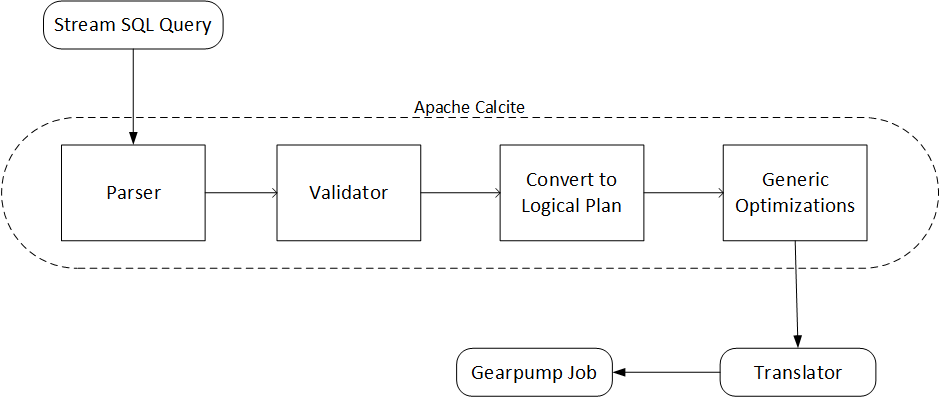 Stream SQL Query
Apache Calcite
Parser
Validator
Convert to
Logical Plan
Generic
Optimizations
Gearpump Job
Translator